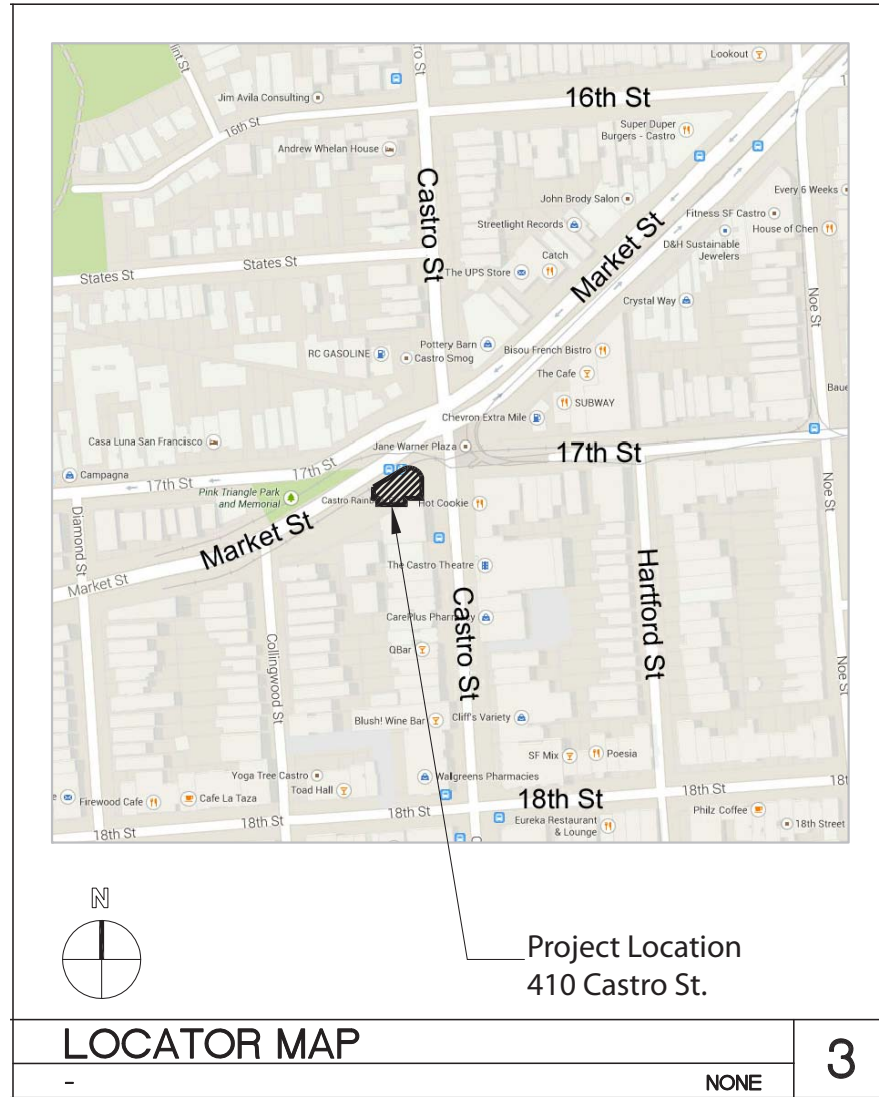 Lookout
16th St
Jim Avila Consulting
16th St
Super Duper
Burgers - Castro
Andrew Whelan House
Castro St
Every 6 Weeks
John Brody Salon
Fitness SF Castro
Streetlight Records
House of Chen
Market St
D&H Sustainable
Jewelers
Catch
States St
States St
The UPS Store
Crystal Way
Noe St
Pottery Barn
RC GASOLINE
Castro Smog
Bisou French Bistro
The Cafe
SUBWAY
Chevron Extra Mile
Casa Luna San Francisco
Jane Warner Plaza
17th St
17th St
Campagna
17th St
Pink Triangle Park
and Memorial
Castro
Hot Cookie
Noe St
Diamond St
Market St
Market St
The Castro Theatre
Hartford St
CarePlus Pharmacy
Castro St
QBar
Collingwood St
Noe St
Blush! Wine Bar
Cliff's Variety
SF Mix
Poesia
Yoga Tree Castro
Walgreens Pharmacies
Toad Hall
18th St
18th St
Firewood Cafe
Cafe La Taza
Philz Coffee
Eureka Restaurant
& Lounge
18th Street
18th St
18th St
N
Project Location
410 Castro St.
LOCATOR MAP
3
-
NONE